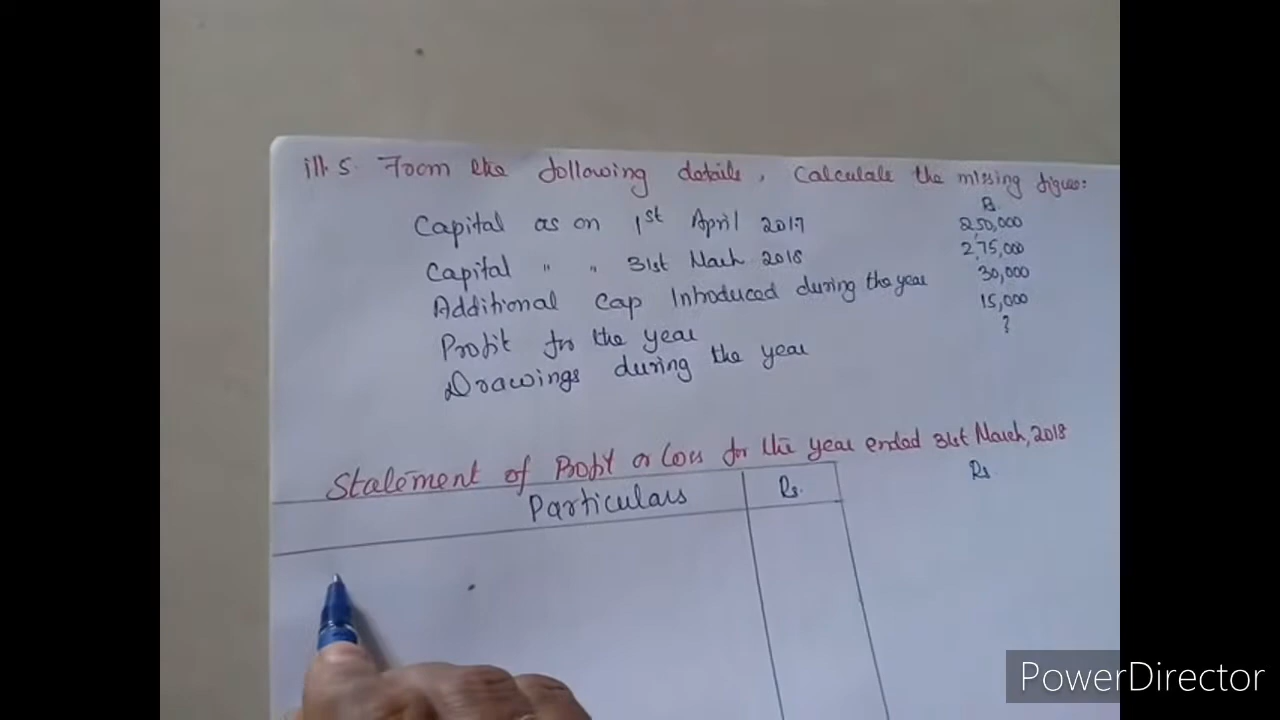 ill. 5. From the following details, Calculate the missing figure:
Rs.
Capital as on 1st April 2017 250,000
Capital " " 31st March 2018 2,75,000
Additional Cap Introduced during the year 30,000
Profit for the year 15,000
Drawings during the year ?
Statement of Profit or Loss for the year ended 31st March, 2018
Particulars Rs. Rs
PowerDirector